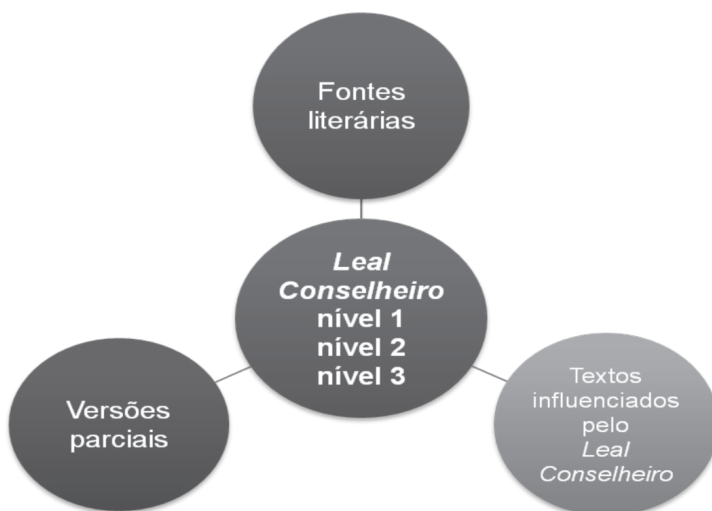 Fontes
literárias
Leal
Conselheiro
nível 1
nível 2
nível 3
Versões
parciais
Textos
influenciados
pelo
Leal
Conselheiro